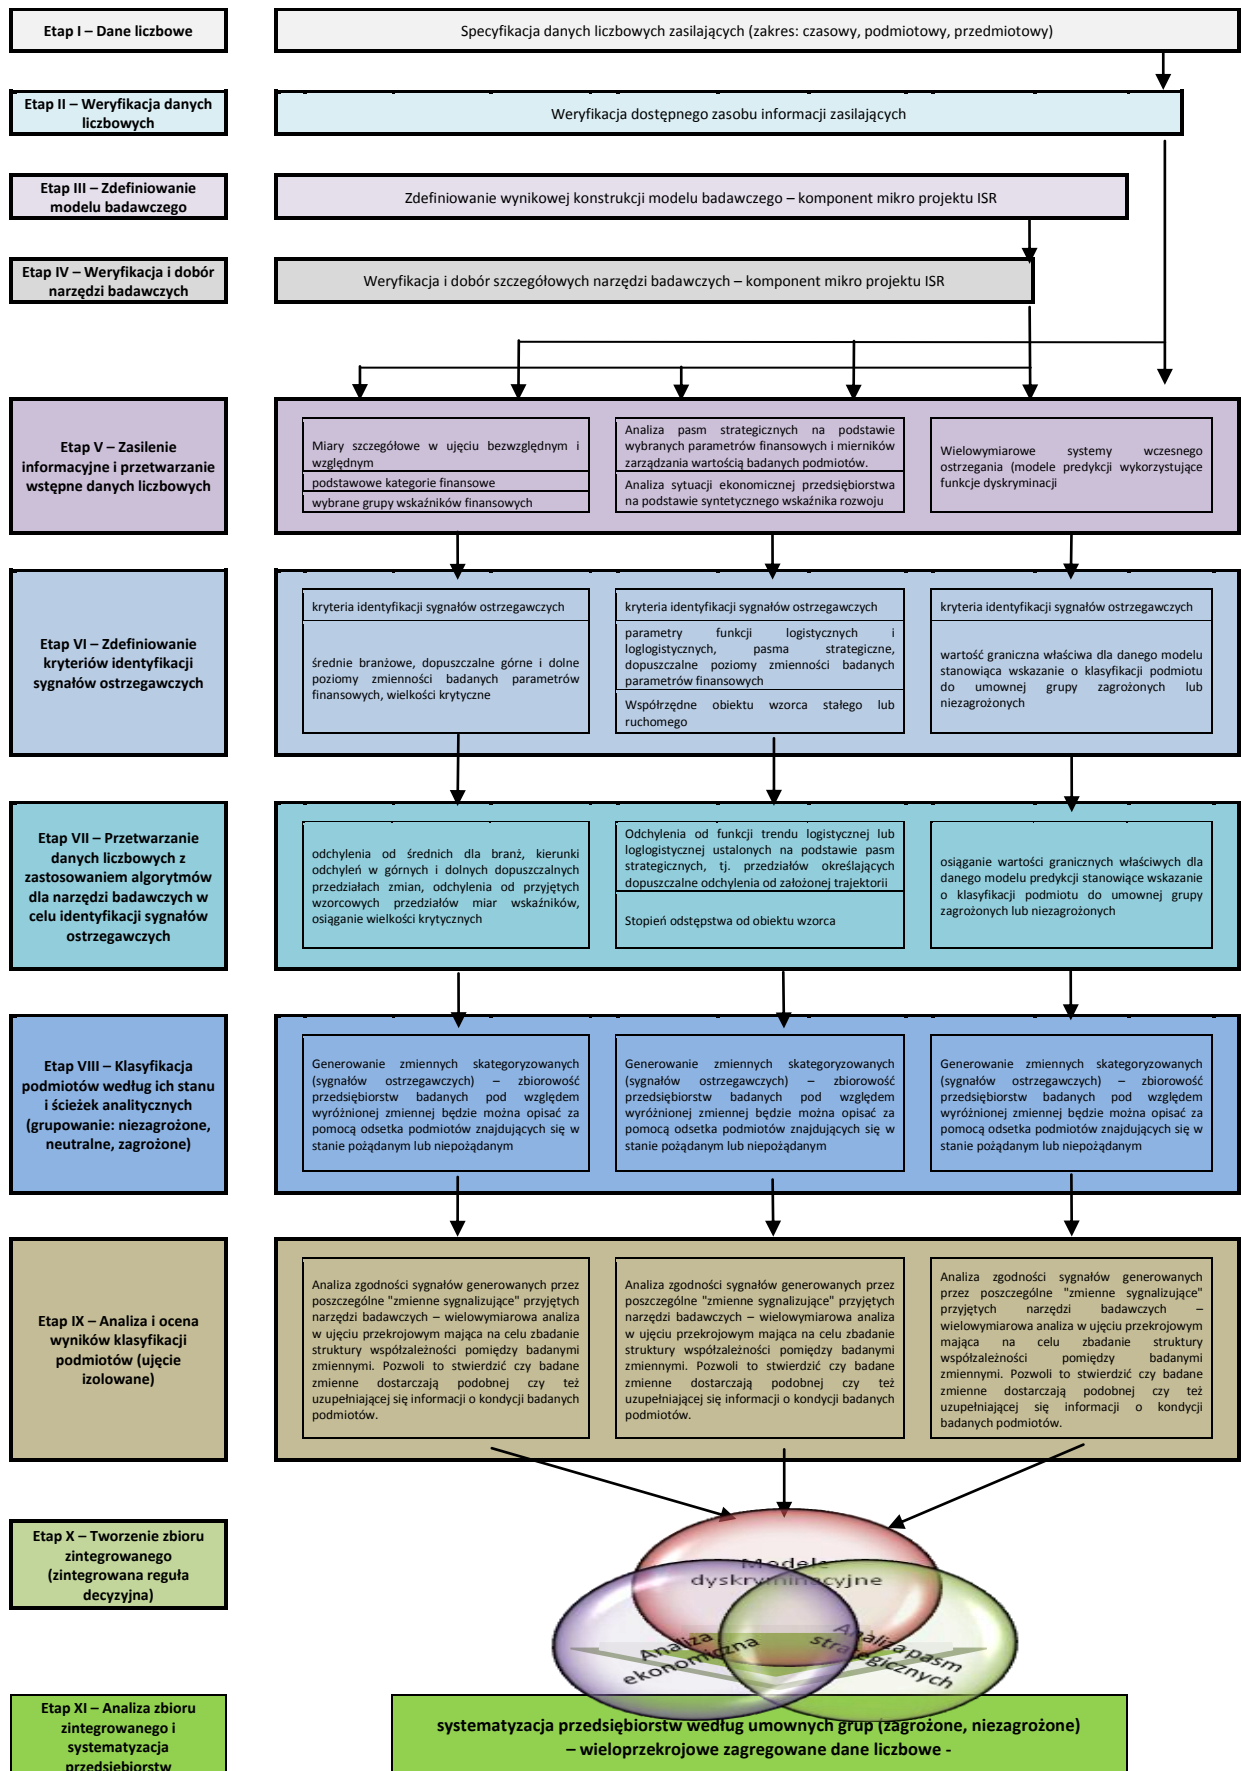 Etap I – Dane liczbowe
Specyfikacja danych liczbowych zasilających (zakres: czasowy, podmiotowy, przedmiotowy)
Etap II – Weryfikacja danych
liczbowych
Weryfikacja dostępnego zasobu informacji zasilających
Etap III – Zdefiniowanie
modelu badawczego
Zdefiniowanie wynikowej konstrukcji modelu badawczego – komponent mikro projektu ISR
Etap IV – Weryfikacja i dobór
narzędzi badawczych
Weryfikacja i dobór szczegółowych narzędzi badawczych – komponent mikro projektu ISR
Etap V – Zasilenie
informacyjne i przetwarzanie
wstępne danych liczbowych
Miary szczegółowe w ujęciu bezwzględnym i
względnym
podstawowe kategorie finansowe
wybrane grupy wskaźników finansowych
Analiza pasm strategicznych na podstawie
wybranych parametrów finansowych i mierników
zarządzania wartością badanych podmiotów.
Analiza sytuacji ekonomicznej przedsiębiorstwa
na podstawie syntetycznego wskaźnika rozwoju
Wielowymiarowe systemy wczesnego
ostrzegania (modele predykcji wykorzystujące
funkcje dyskryminacji
Etap VI – Zdefiniowanie
kryteriów identyfikacji
sygnałów ostrzegawczych
kryteria identyfikacji sygnałów ostrzegawczych
średnie branżowe, dopuszczalne górne i dolne
poziomy zmienności badanych parametrów
finansowych, wielkości krytyczne
kryteria identyfikacji sygnałów ostrzegawczych
parametry funkcji logistycznych i
loglogistycznych, pasma strategiczne,
dopuszczalne poziomy zmienności badanych
parametrów finansowych
Współrzędne obiektu wzorca stałego lub
ruchomego
kryteria identyfikacji sygnałów ostrzegawczych
wartość graniczna właściwa dla danego modelu
stanowiąca wskazanie o klasyfikacji podmiotu
do umownej grupy zagrożonych lub
niezagrożonych
Etap VII – Przetwarzanie
danych liczbowych z
zastosowaniem algorytmów
dla narzędzi badawczych w
celu identyfikacji sygnałów
ostrzegawczych
odchylenia od średnich dla branż, kierunki
odchyleń w górnych i dolnych dopuszczalnych
przedziałach zmian, odchylenia od przyjętych
wzorcowych przedziałów miar wskaźników,
osiąganie wielkości krytycznych
Odchylenia od funkcji trendu logistycznej lub
loglogistycznej ustalonych na podstawie pasm
strategicznych, tj. przedziałów określających
dopuszczalne odchylenia od założonej trajektorii
Stopień odstępstwa od obiektu wzorca
osiąganie wartości granicznych właściwych dla
danego modelu predykcji stanowiące wskazanie
o klasyfikacji podmiotu do umownej grupy
zagrożonych lub niezagrożonych
Etap VIII – Klasyfikacja
podmiotów według ich stanu
i ścieżek analitycznych
(grupowanie: niezagrożone,
neutralne, zagrożone)
Generowanie zmiennych skategoryzowanych
(sygnałów ostrzegawczych) – zbiorowość
przedsiębiorstw badanych pod względem
wyróżnionej zmiennej będzie można opisać za
pomocą odsetka podmiotów znajdujących się w
stanie pożądanym lub niepożądanym
Generowanie zmiennych skategoryzowanych
(sygnałów ostrzegawczych) – zbiorowość
przedsiębiorstw badanych pod względem
wyróżnionej zmiennej będzie można opisać za
pomocą odsetka podmiotów znajdujących się w
stanie pożądanym lub niepożądanym
Generowanie zmiennych skategoryzowanych
(sygnałów ostrzegawczych) – zbiorowość
przedsiębiorstw badanych pod względem
wyróżnionej zmiennej będzie można opisać za
pomocą odsetka podmiotów znajdujących się w
stanie pożądanym lub niepożądanym
Etap IX – Analiza i ocena
wyników klasyfikacji
podmiotów (ujęcie
izolowane)
Analiza zgodności sygnałów generowanych przez
poszczególne "zmienne sygnalizujące" przyjętych
narzędzi badawczych – wielowymiarowa analiza
w ujęciu przekrojowym mająca na celu zbadanie
struktury współzależności pomiędzy badanymi
zmiennymi. Pozwoli to stwierdzić czy badane
zmienne dostarczają podobnej czy też
uzupełniającej się informacji o kondycji badanych
podmiotów.
Analiza zgodności sygnałów generowanych przez
poszczególne "zmienne sygnalizujące" przyjętych
narzędzi badawczych – wielowymiarowa analiza
w ujęciu przekrojowym mająca na celu zbadanie
struktury współzależności pomiędzy badanymi
zmiennymi. Pozwoli to stwierdzić czy badane
zmienne dostarczają podobnej czy też
uzupełniającej się informacji o kondycji badanych
podmiotów.
Analiza zgodności sygnałów generowanych
przez poszczególne "zmienne sygnalizujące"
przyjętych narzędzi badawczych –
wielowymiarowa analiza w ujęciu przekrojowym
mająca na celu zbadanie struktury
współzależności pomiędzy badanymi
zmiennymi. Pozwoli to stwierdzić czy badane
zmienne dostarczają podobnej czy też
uzupełniającej się informacji o kondycji
badanych podmiotów.
Etap X – Tworzenie zbioru
zintegrowanego
(zintegrowana reguła
decyzyjna)
Modele
dyskryminacyjne
Analiza
ekonomiczna
Analiza pasm
strategicznych
Etap XI – Analiza zbioru
zintegrowanego i
systematyzacja
przedsiębiorstw
systematyzacja przedsiębiorstw według umownych grup (zagrożone, niezagrożone)
– wieloprzekrojowe zagregowane dane liczbowe -